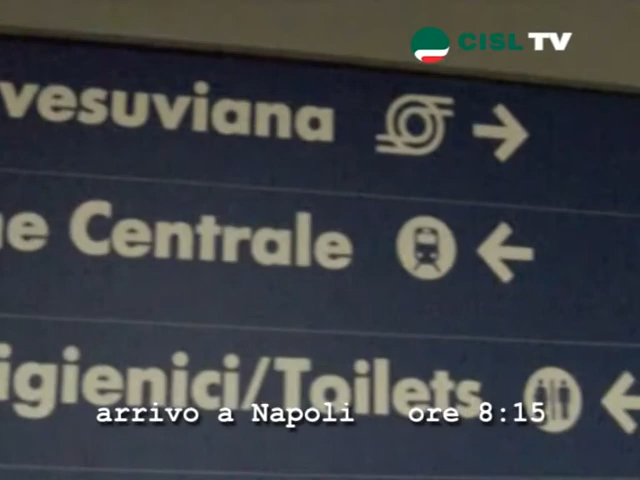 CISL TV
vesuviana
e Centrale
igienici/Toilets
arrivo a Napoli ore 8:15